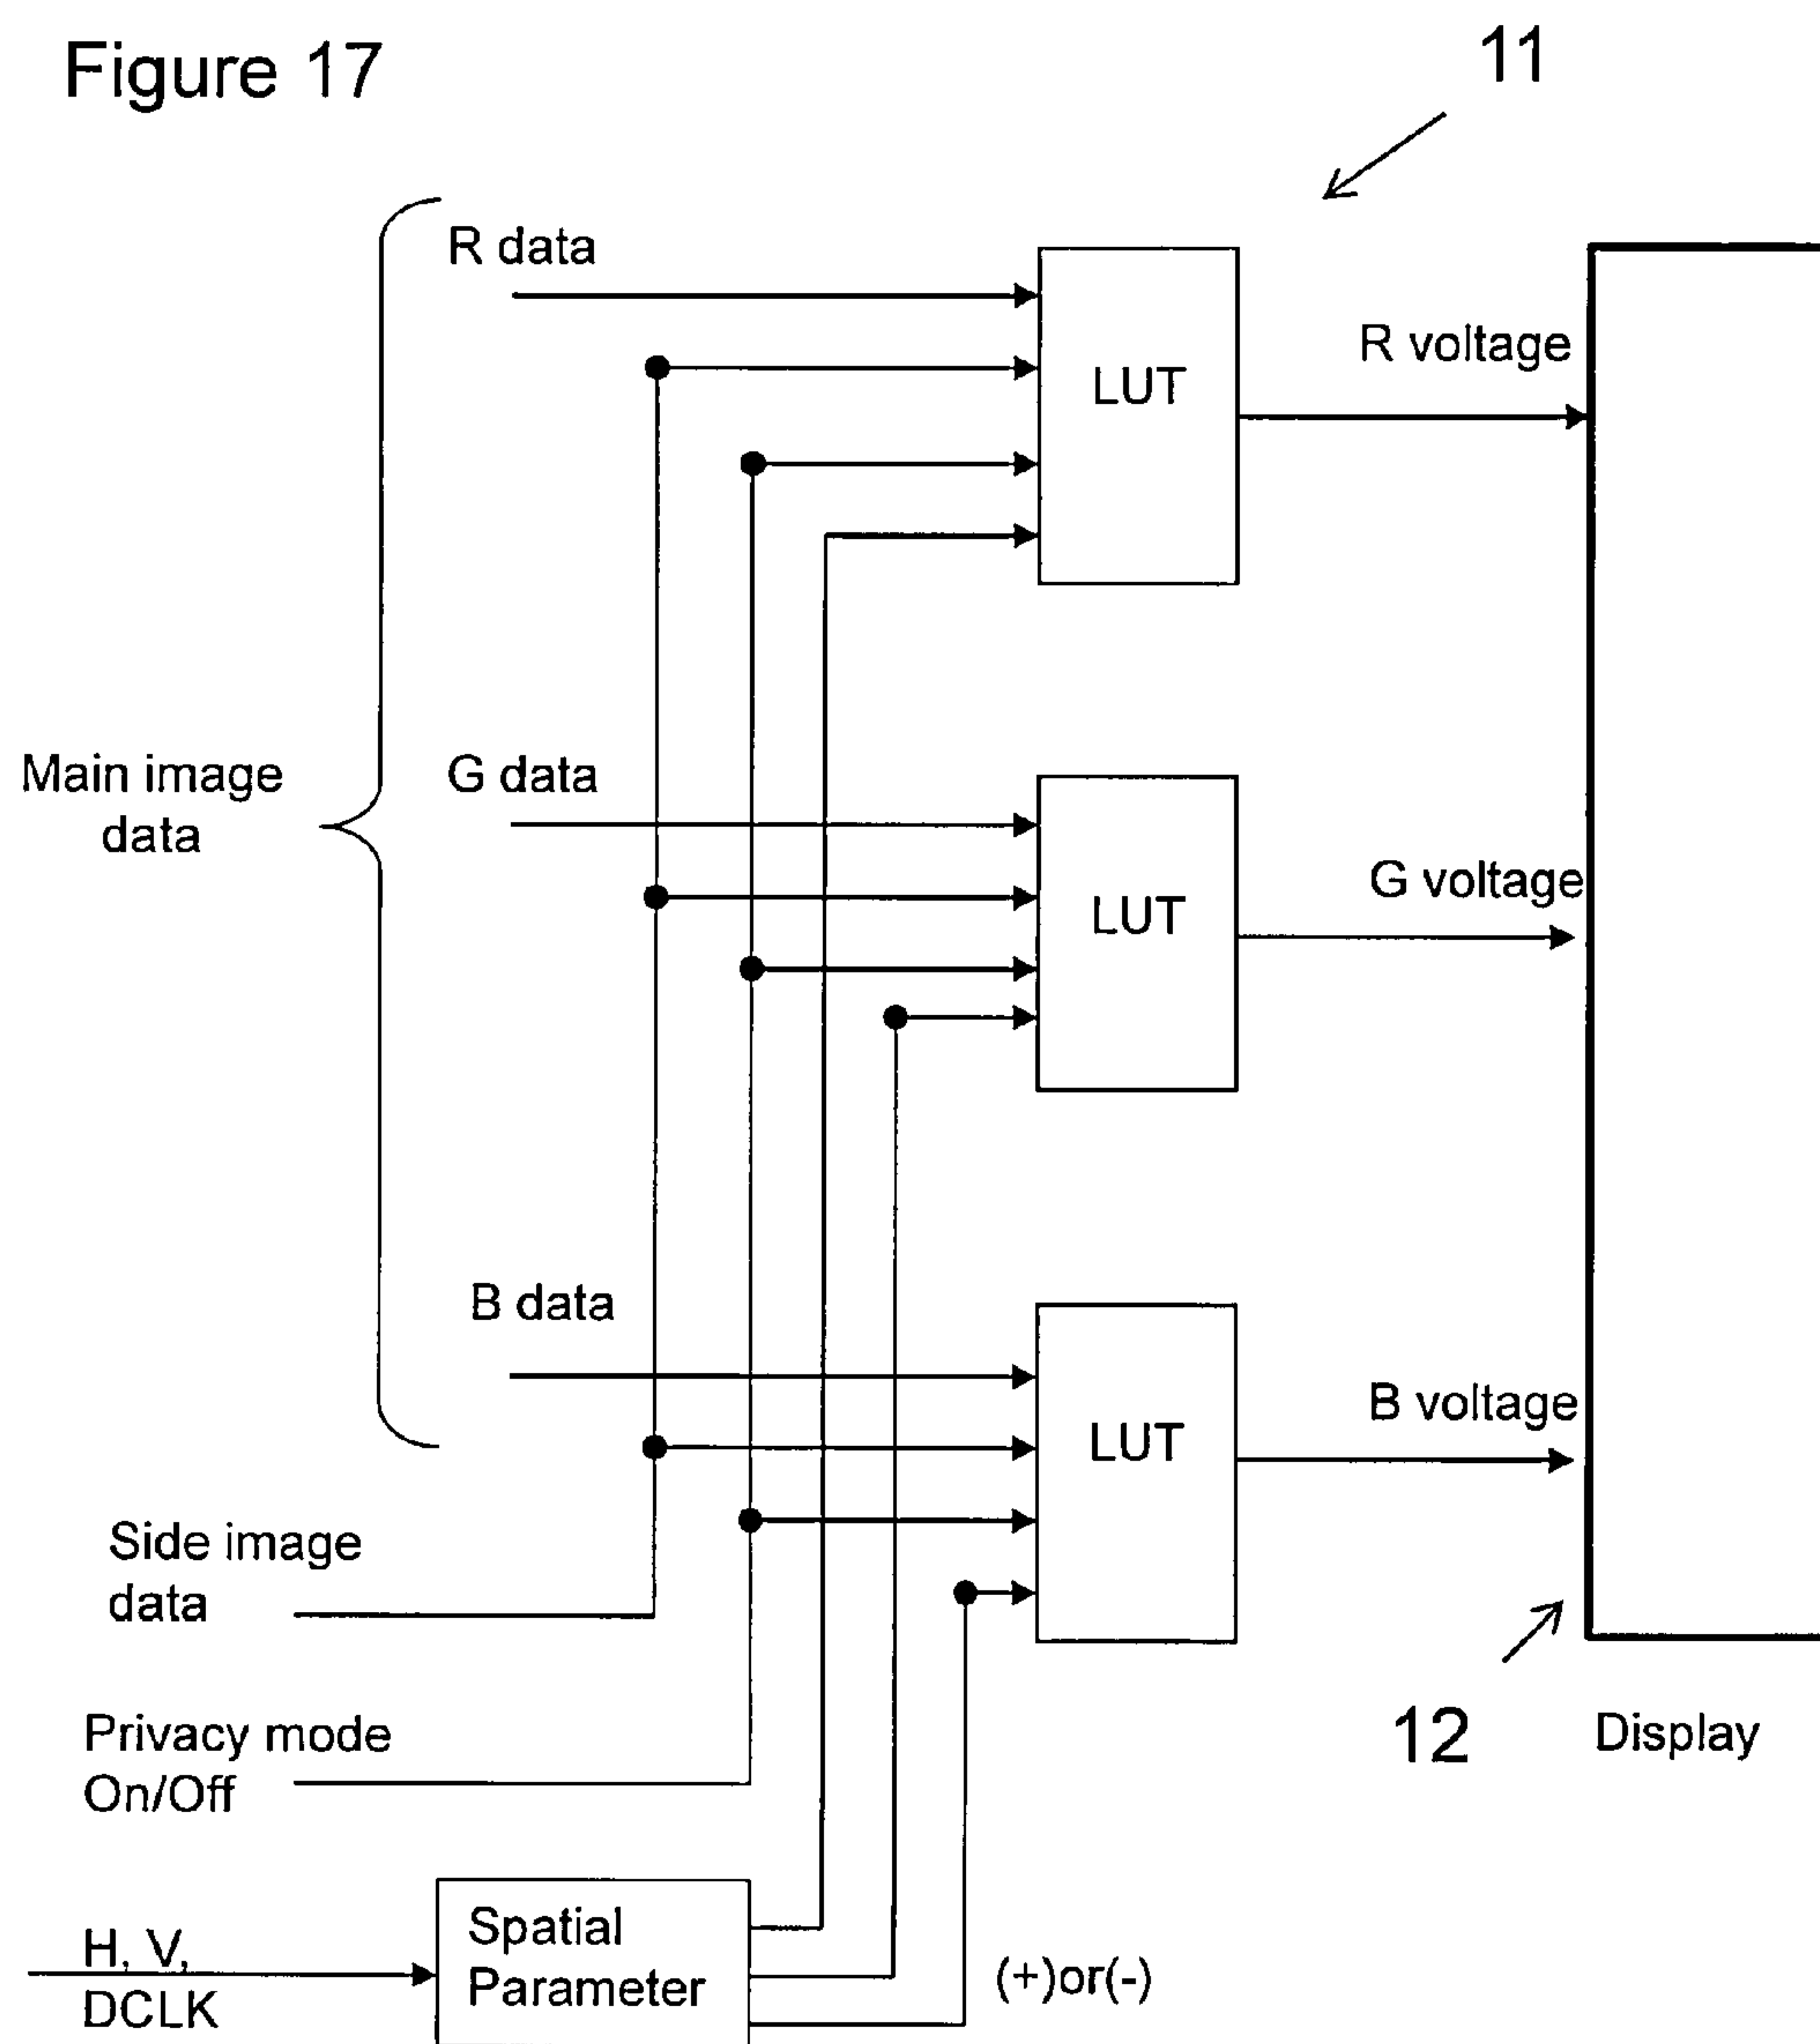 Figure 17
11
R data
LUT
R voltage
Main image
data
G data
LUT
G voltage
B data
LUT
B voltage
Side image
data
Privacy mode
On/Off
12
Display
H, V,
DCLK
Spatial
Parameter
(+)or(-)